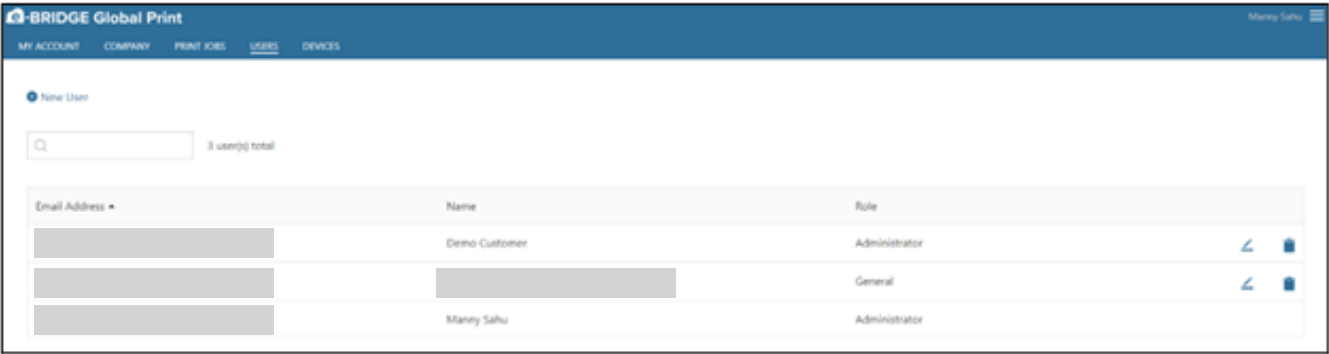 e-BRIDGE Global Print
Manny Sahu
MY ACCOUNT COMPANY PRINT JOBS USERS DEVICES
New User
3 user(s) total
Email Address Name Role
Demo Customer Administrator
General
Manny Sahu Administrator